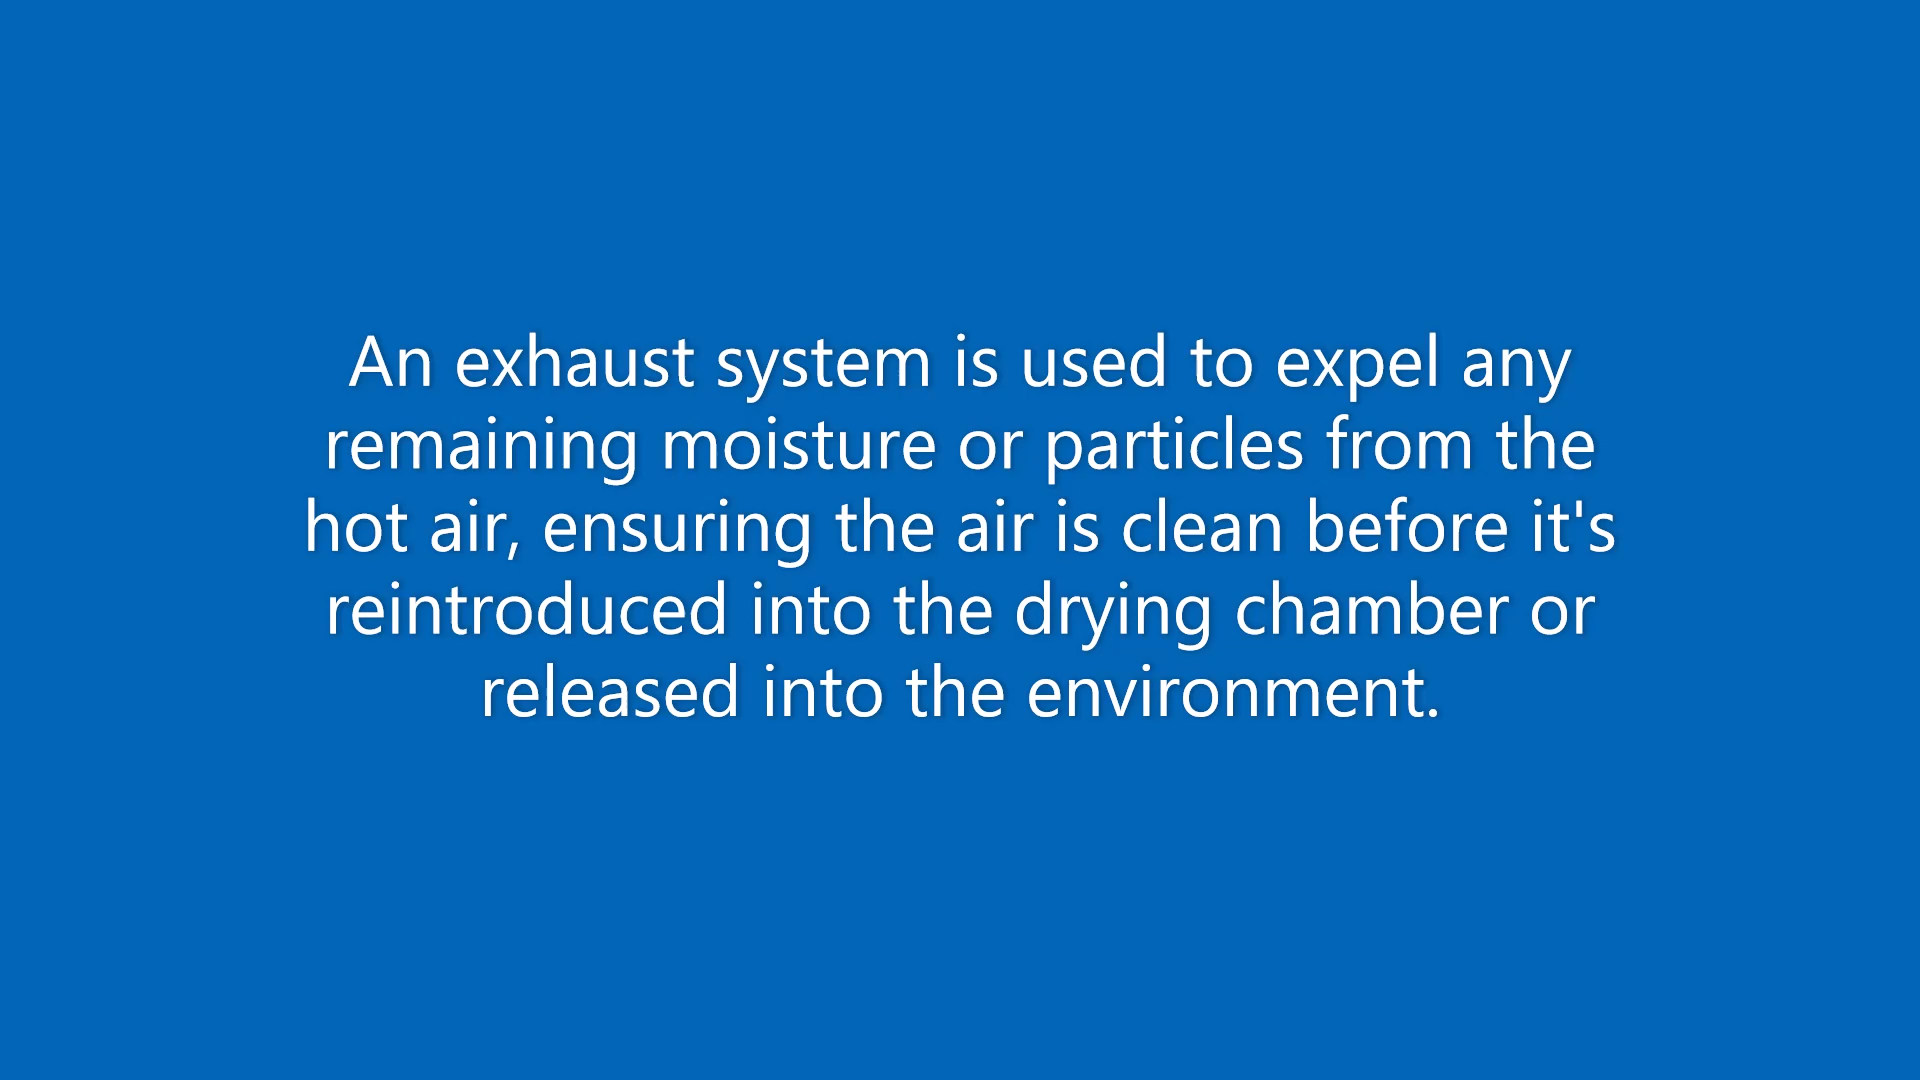 An exhaust system is used to expel any
remaining moisture or particles from the
hot air, ensuring the air is clean before it's
reintroduced into the drying chamber or
released into the environment.